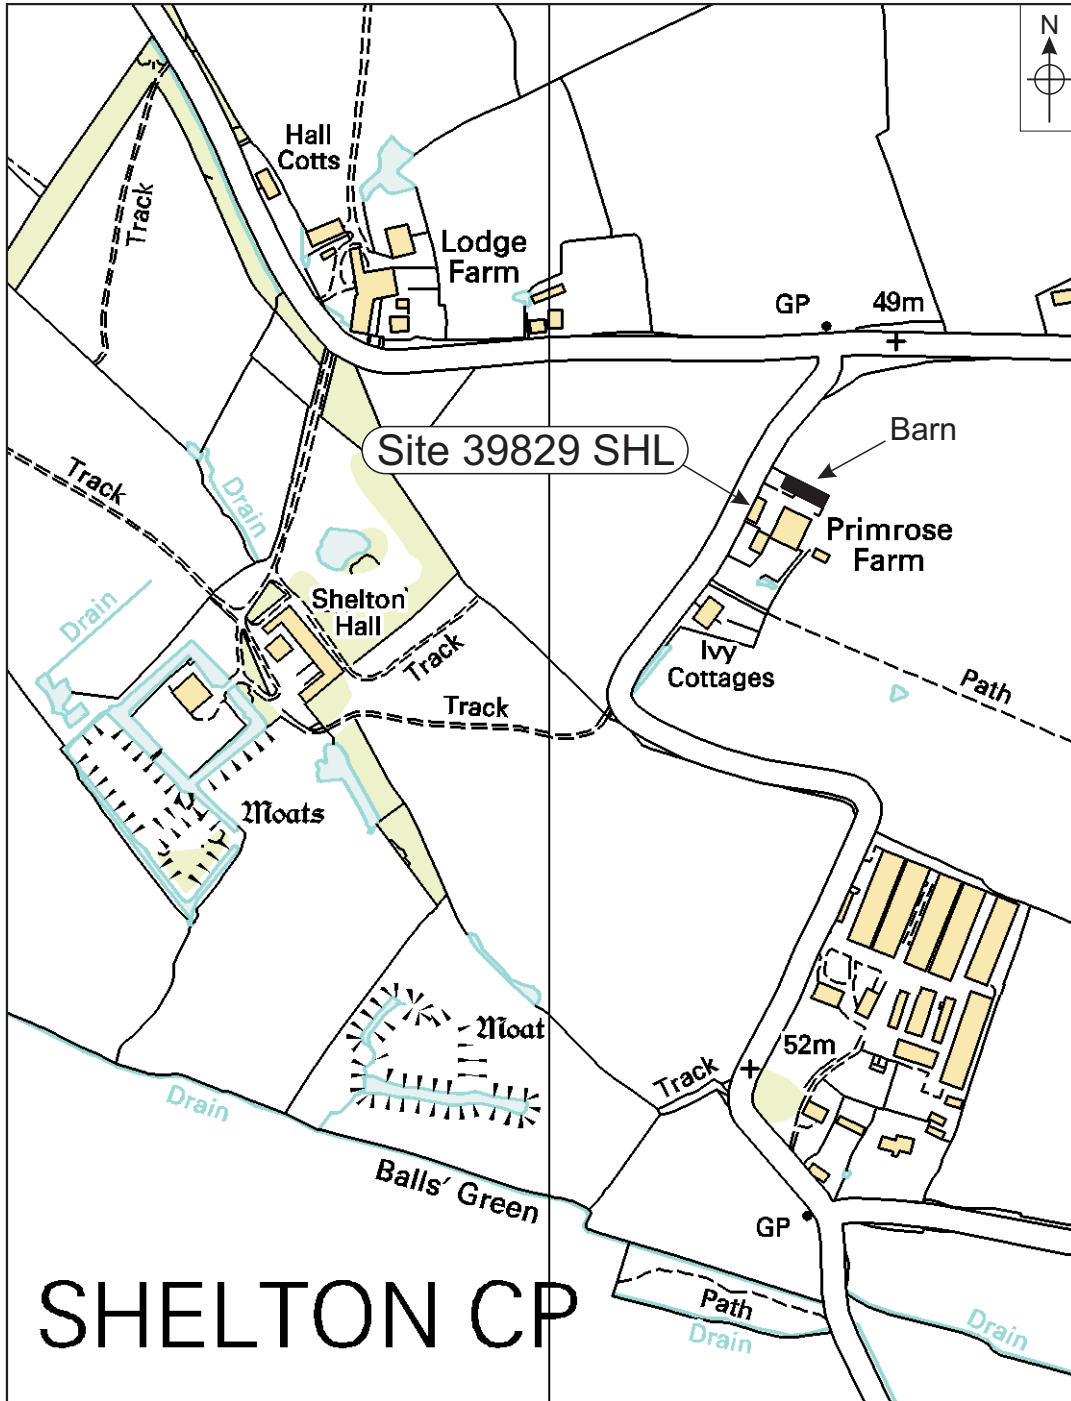 N
Hall
Cotts
Track
Lodge
Farm
GP
49m
Site 39829 SHL
Barn
Track
Drain
Primrose
Farm
Shelton
Hall
Drain
Track
Ivy
Cottages
Path
Track
Moats
Moat
52m
Track
Drain
Balls' Green
GP
SHELTON CP
Path
Drain
Drain